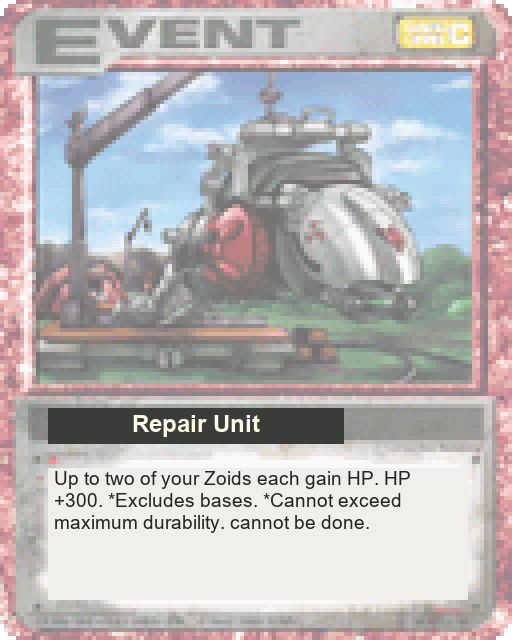 EVENT
C
Repair Unit
Up to two of your Zoids each gain HP. HP
+300. *Excludes bases. *Cannot exceed
maximum durability. cannot be done.